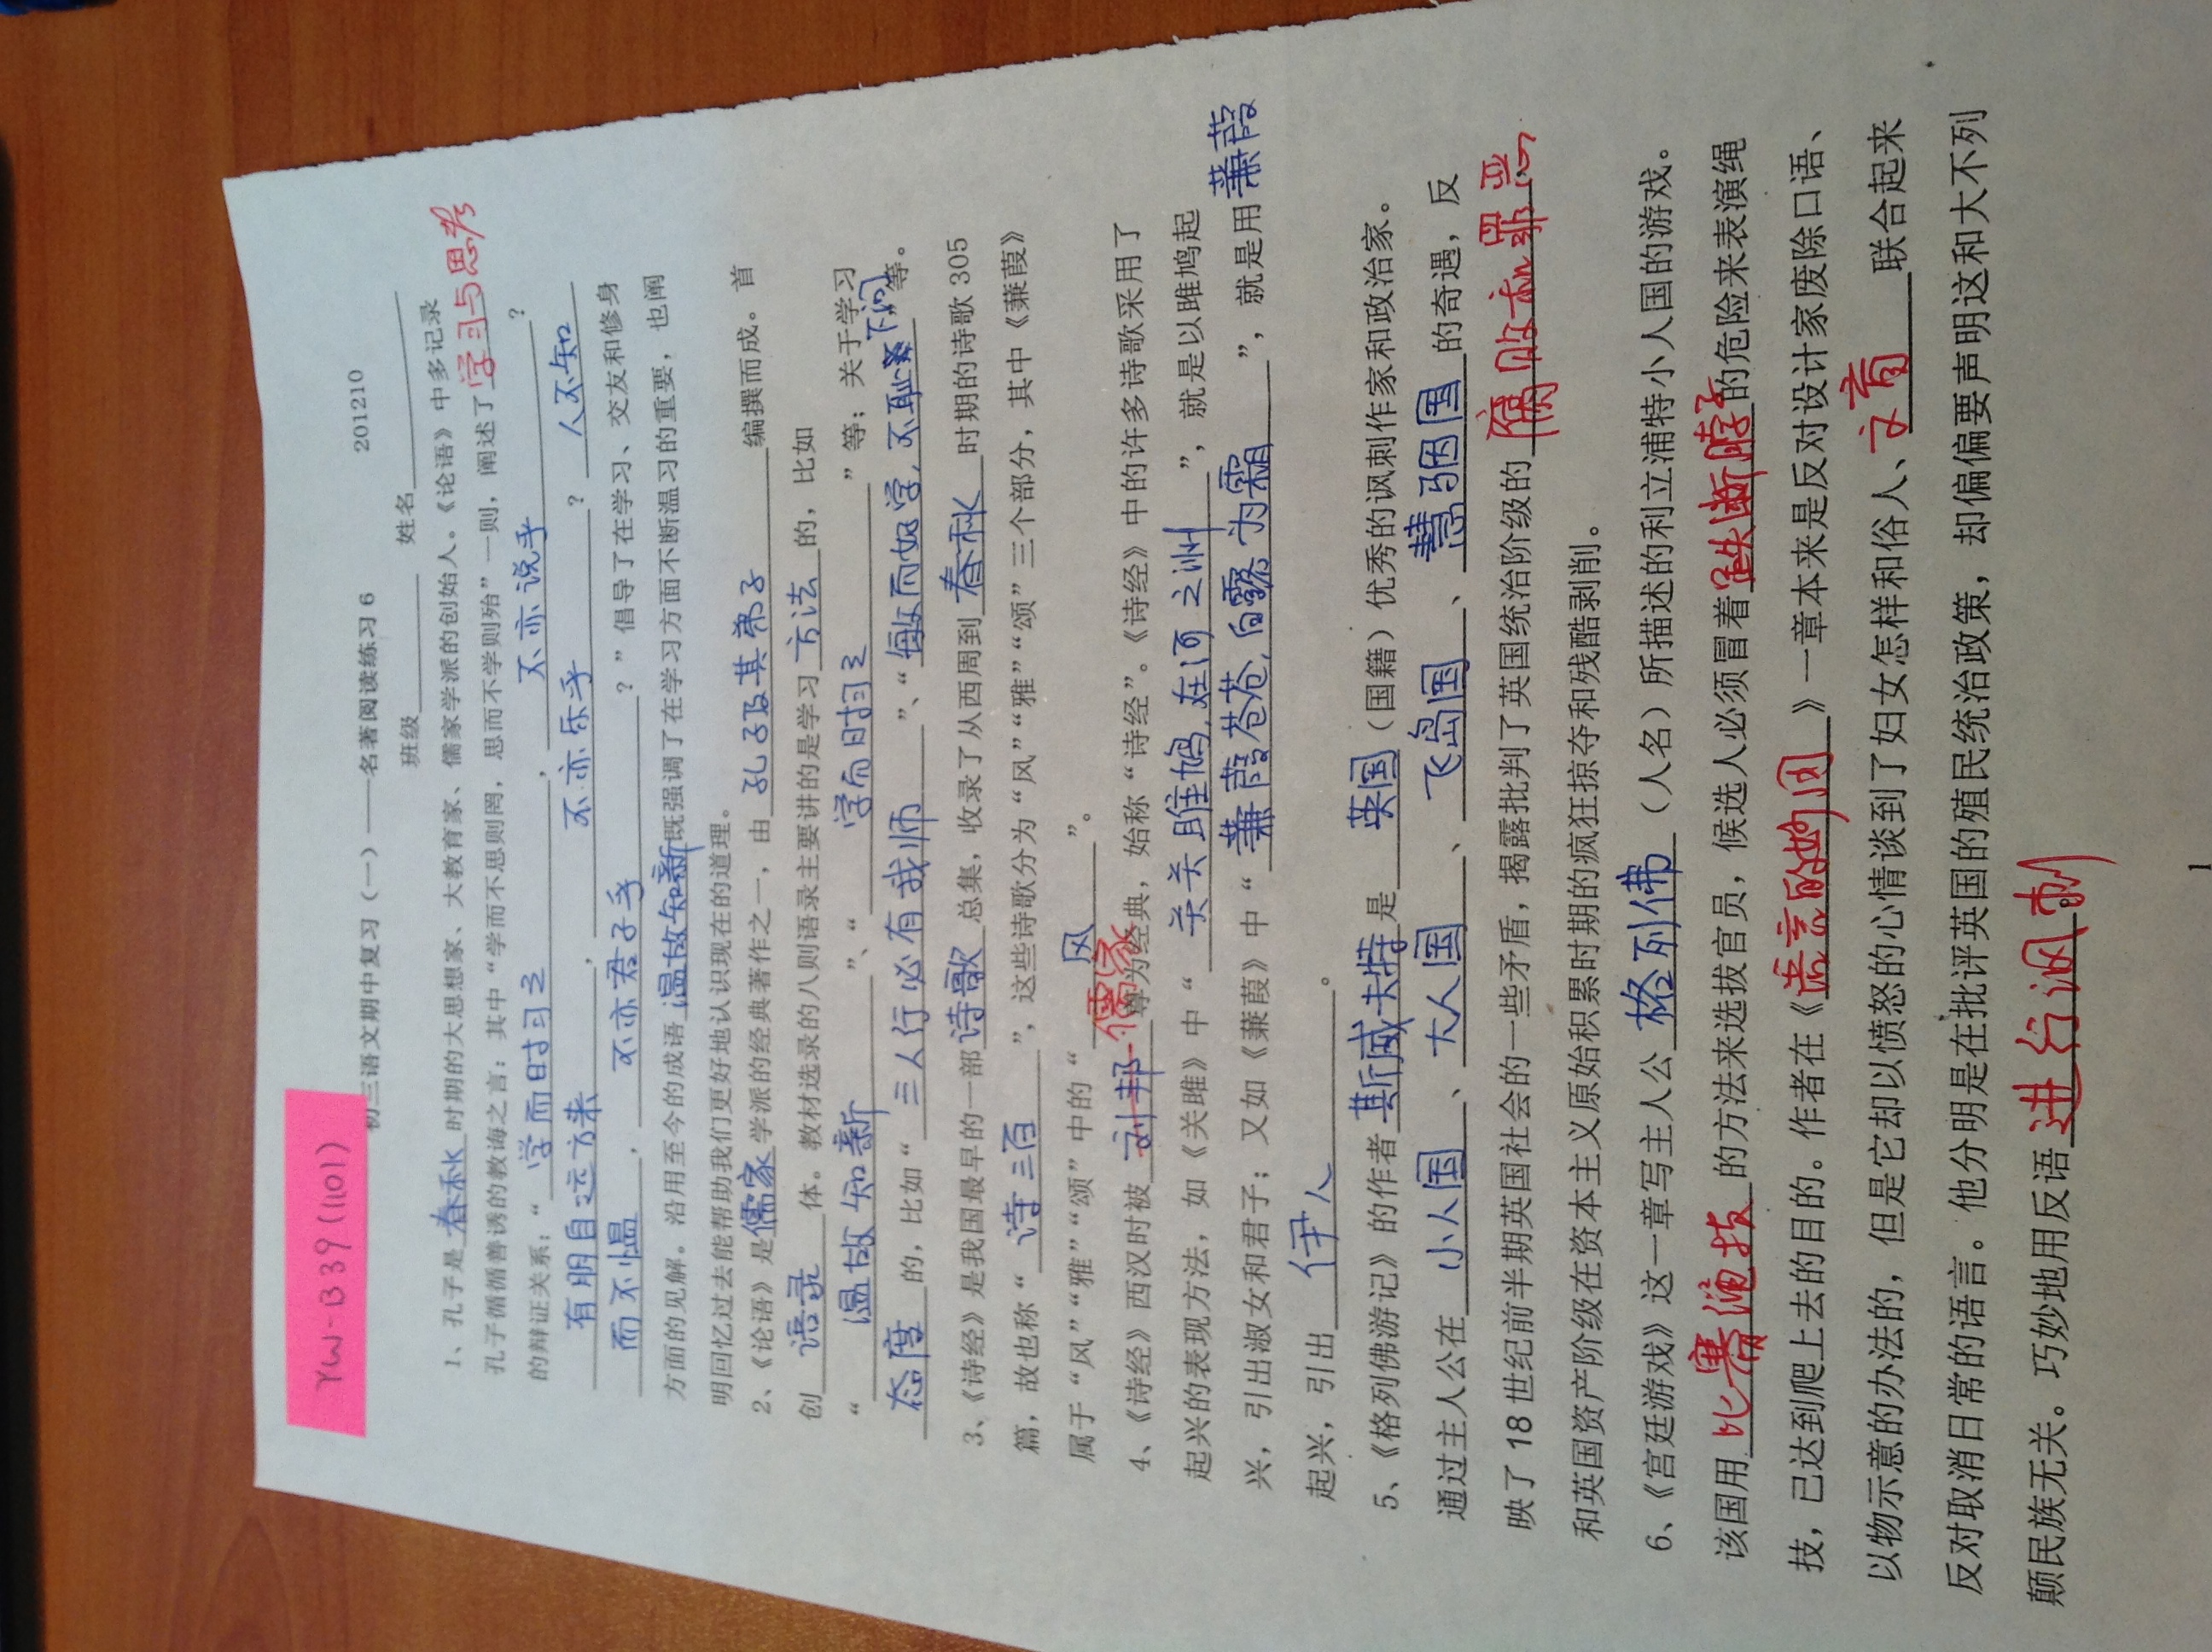 YW-B39(1101)
初三语文期中复习（一）——名著阅读练习6 201210
班级 姓名
1、孔子是春秋时期的大思想家、大教育家、儒家学派的创始人。《论语》中多记录
孔子循循善诱的教诲之言：其中“学而不思则罔，思而不学则殆”一则，阐述了学习与思考
的辩证关系；“学而时习之，不亦说乎？
有朋自远方来，不亦乐乎？人不知
而不愠，不亦君子乎？”倡导了在学习、交友和修身
方面的见解。沿用至今的成语温故知新既强调了在学习方面不断温习的重要，也阐
明回忆过去能帮助我们更好地认识现在的道理。
2、《论语》是儒家学派的经典著作之一，由孔子及其弟子编撰而成。首
创语录体。教材选录的八则语录主要讲的是学习方法的，比如
“温故知新”、“学而时习之”等；关于学习
态度的，比如“三人行必有我师”、“敏而好学，不耻下问”等。
3、《诗经》是我国最早的一部诗歌总集，收录了从西周到春秋时期的诗歌305
篇，故也称“诗三百”，这些诗歌分为“风”“雅”“颂”三个部分，其中《蒹葭》
属于“风”“雅”“颂”中的“风”。
4、《诗经》西汉时被刘邦儒家尊为经典，始称“诗经”。《诗经》中的许多诗歌采用了
起兴的表现方法，如《关雎》中“关关雎鸠，在河之洲”，就是以雎鸠起
兴，引出淑女和君子；又如《蒹葭》中“蒹葭苍苍，白露为霜”，就是用蒹葭
起兴，引出伊人。
5、《格列佛游记》的作者斯威夫特是英国（国籍）优秀的讽刺作家和政治家。
通过主人公在小人国、大人国、飞岛国、慧骃国的奇遇，反
映了18世纪前半期英国社会的一些矛盾，揭露批判了英国统治阶级的腐败和罪恶
和英国资产阶级在资本主义原始积累时期的疯狂掠夺和残酷剥削。
6、《宫廷游戏》这一章写主人公格列佛（人名）所描述的利立浦特小人国的游戏。
该国用比赛绳技的方法来选拔官员，候选人必须冒着跌断脖子的危险来表演绳
技，已达到爬上去的目的。作者在《语言的妙用》一章本来是反对设计家废除口语、
以物示意的办法的，但是它却以愤怒的心情谈到了妇女怎样和俗人、文盲联合起来
反对取消日常的语言。他分明是在批评英国的殖民统治政策，却偏偏要声明这和大不列
颠民族无关。巧妙地用反语进行讽刺。
1